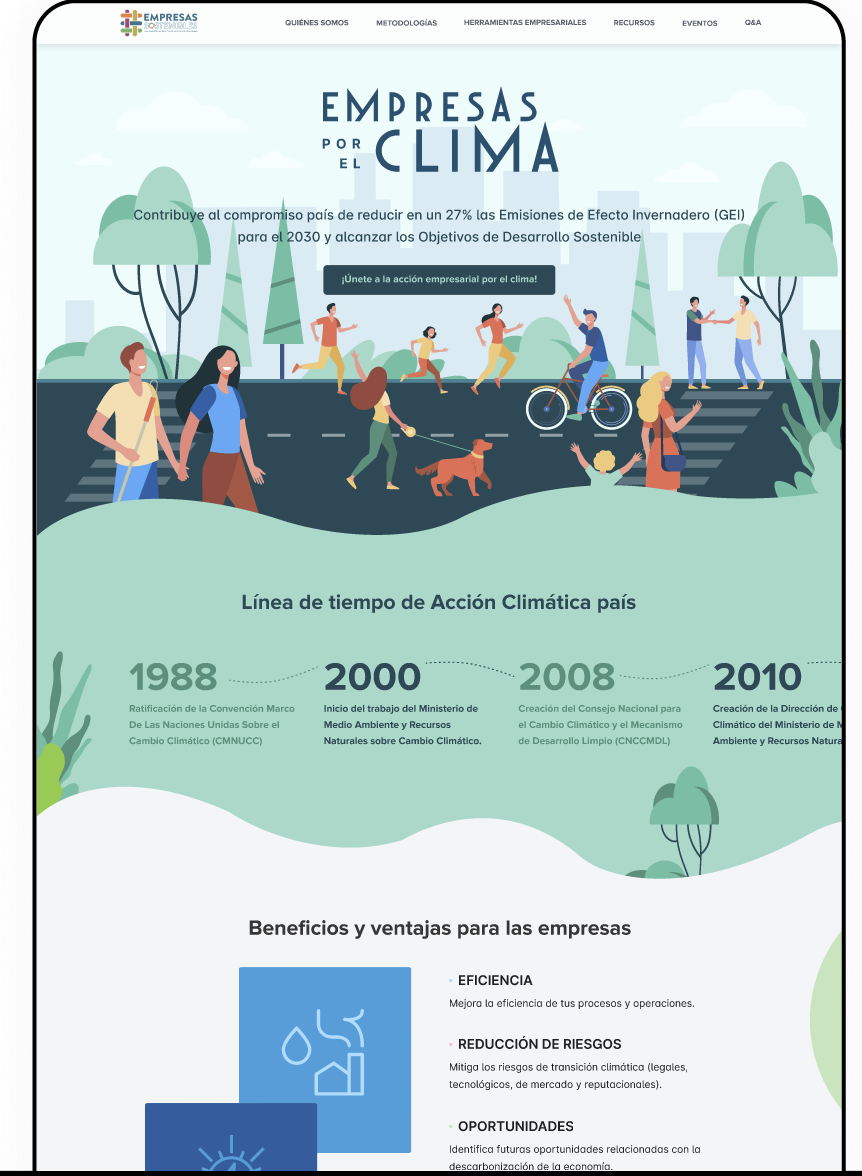 EMPRESAS
SOSTENIBLES
QUIÉNES SOMOS METODOLOGÍAS HERRAMIENTAS EMPRESARIALES RECURSOS EVENTOS Q&A
EMPRESAS
POR EL CLIMA
Contribuye al compromiso país de reducir en un 27% las Emisiones de Efecto Invernadero (GEI)
para el 2030 y alcanzar los Objetivos de Desarrollo Sostenible
¡Únete a la acción empresarial por el clima!
Línea de tiempo de Acción Climática país
1988
Ratificación de la Convención Marco
De Las Naciones Unidas Sobre el
Cambio Climático (CMNUCC)
2000
Inicio del trabajo del Ministerio de
Medio Ambiente y Recursos
Naturales sobre Cambio Climático.
2008
Creación del Consejo Nacional para
el Cambio Climático y el Mecanismo
de Desarrollo Limpio (CNCCMDL)
2010
Creación de la Dirección de
Climático del Ministerio de
Ambiente y Recursos
Beneficios y ventajas para las empresas
EFICIENCIA
Mejora la eficiencia de tus procesos y operaciones.
REDUCCIÓN DE RIESGOS
Mitiga los riesgos de transición climática (legales,
tecnológicos, de mercado y reputacionales).
OPORTUNIDADES
Identifica futuras oportunidades relacionadas con la
descarbonización de la economía.